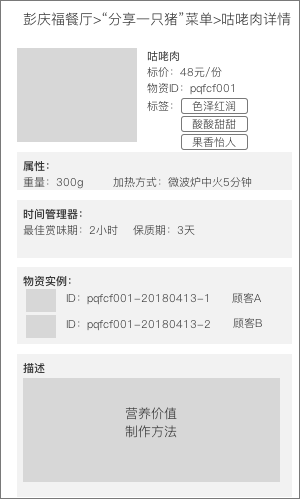 彭庆福餐厅>“分享一只猪”菜单>咕咾肉详情
咕咾肉
标价：48元/份
物资ID：pqfcf001
标签： 色泽红润
酸酸甜甜
果香怡人
属性：
重量：300g 加热方式：微波炉中火5分钟
时间管理器：
最佳赏味期：2小时 保质期：3天
物资实例：
ID：pqfcf001-20180413-1 顾客A
ID：pqfcf001-20180413-2 顾客B
描述
营养价值
制作方法